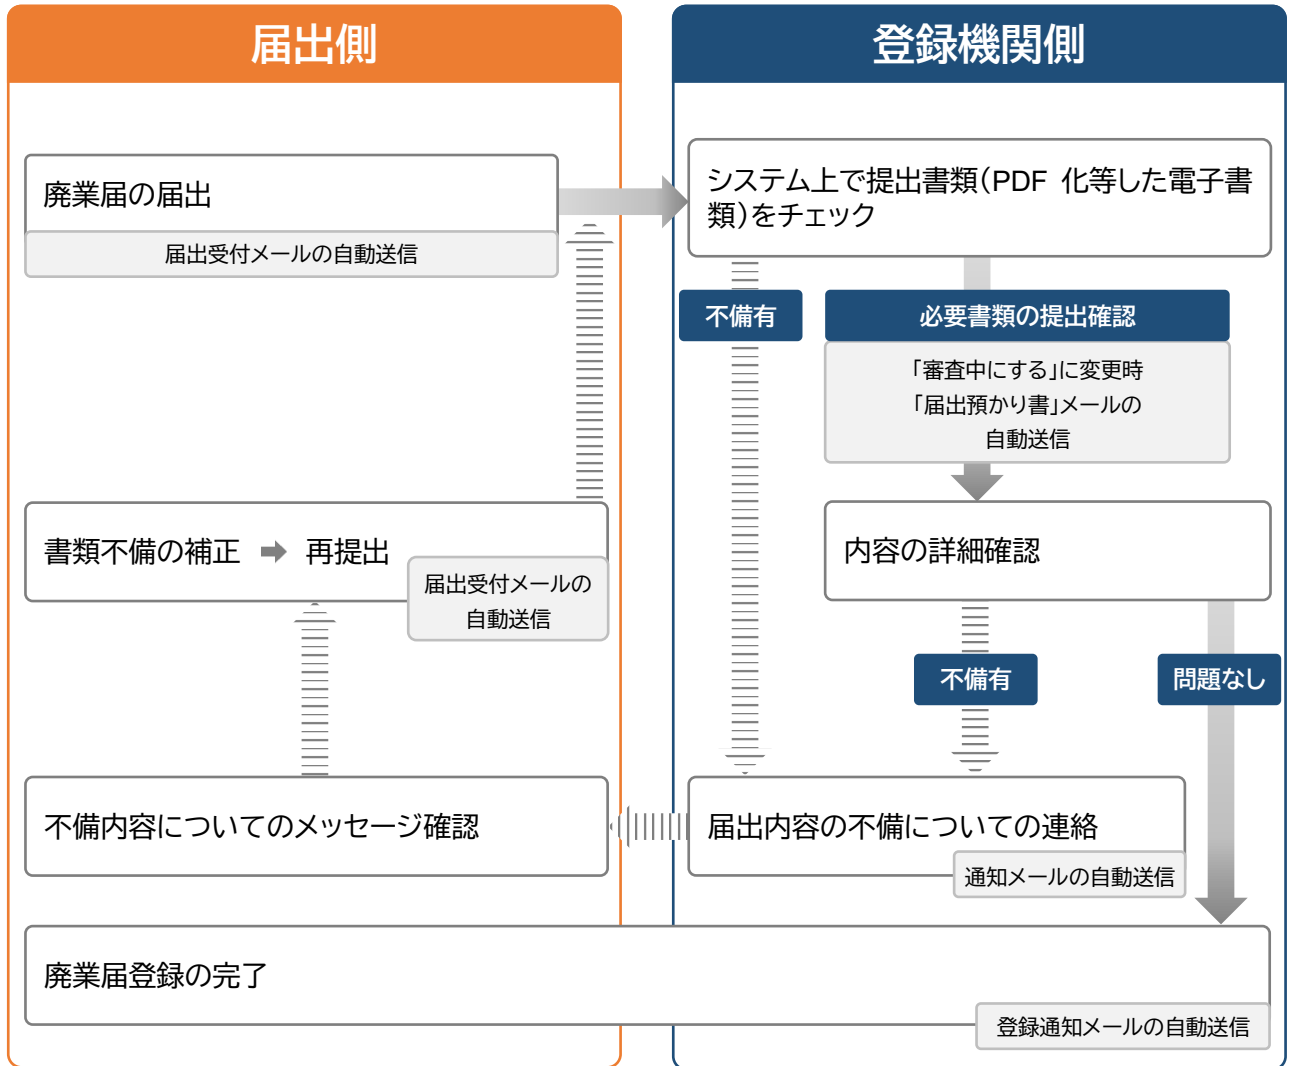 届出側
登録機関側
廃業届の届出
届出受付メールの自動送信
システム上で提出書類(PDF 化等した電子書
類)をチェック
不備有
必要書類の提出確認
「審査中にする」に変更時
「届出預かり書」メールの
自動送信
書類不備の補正 ➡ 再提出
届出受付メールの
自動送信
内容の詳細確認
不備有
問題なし
不備内容についてのメッセージ確認
届出内容の不備についての連絡
通知メールの自動送信
廃業届登録の完了
登録通知メールの自動送信